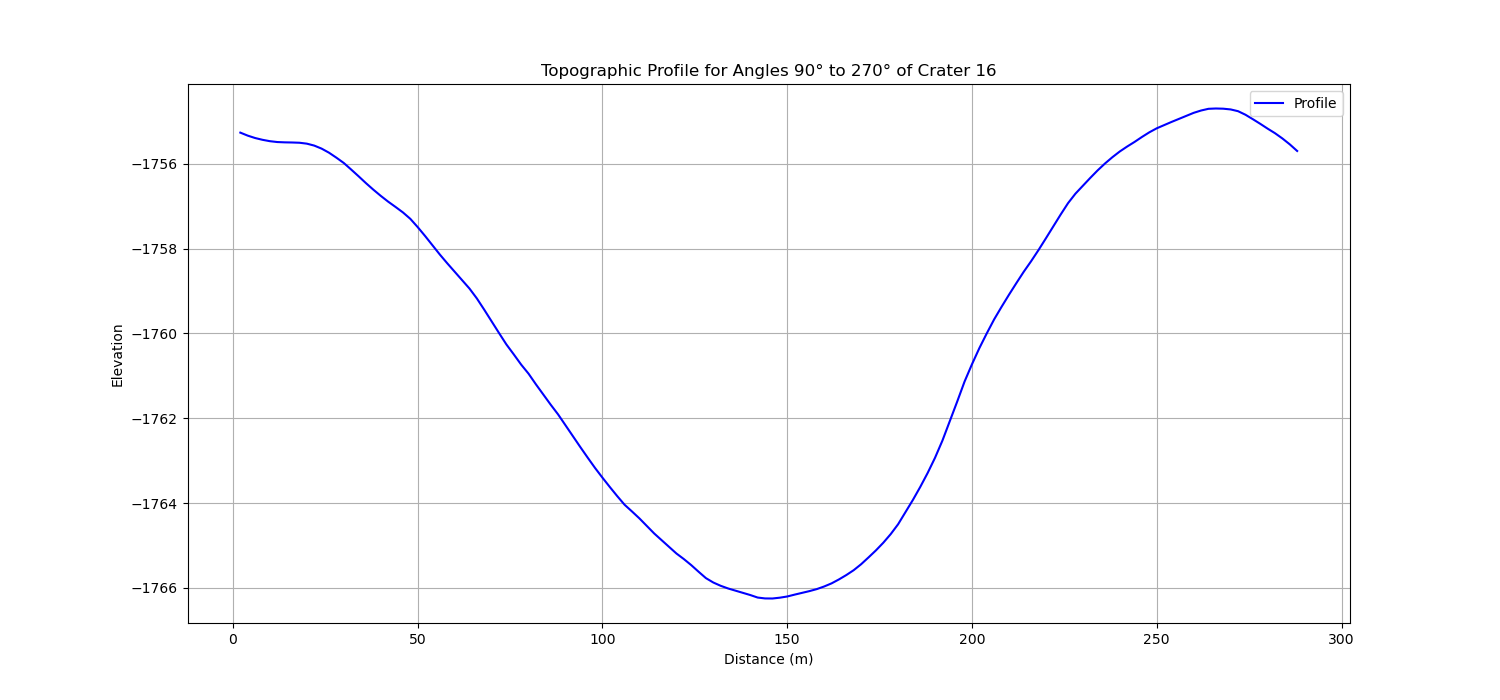 Topographic Profile for Angles 90° to 270° of Crater 16
Profile
Elevation
−1756
−1758
−1760
−1762
−1764
−1766
0 50 100 150 200 250 300
Distance (m)